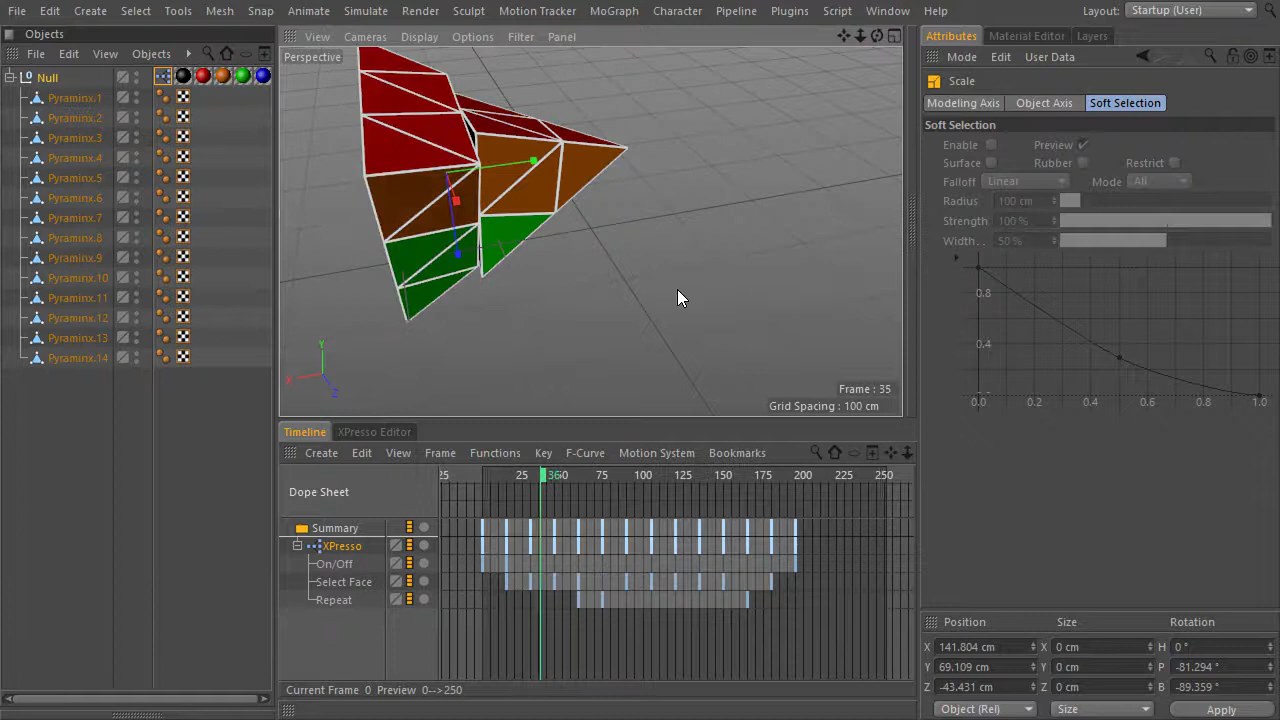 File Edit Create Select Tools Mesh Snap Animate Simulate Render Sculpt Motion Tracker MoGraph Character Pipeline Plugins Script Window Help Layout: Startup (User)
Objects
File Edit View Objects
Null
Pyraminx.1
Pyraminx.2
Pyraminx.3
Pyraminx.4
Pyraminx.5
Pyraminx.6
Pyraminx.7
Pyraminx.8
Pyraminx.9
Pyraminx.10
Pyraminx.11
Pyraminx.12
Pyraminx.13
Pyraminx.14
View Cameras Display Options Filter Panel
Perspective
Y
X
Z
Frame : 35
Grid Spacing : 100 cm
Timeline XPresso Editor
Create Edit View Frame Functions Key F-Curve Motion System Bookmarks
25 25 36 60 75 100 125 150 175 200 225 250
Dope Sheet
Summary
XPresso
On/Off
Select Face
Repeat
Current Frame 0 Preview 0-->250
Attributes Material Editor Layers
Mode Edit User Data
Scale
Modeling Axis Object Axis Soft Selection
Soft Selection
Enable Preview
Surface Rubber Restrict
Falloff Linear Mode All
Radius 100 cm
Strength 100 %
Width . . 50 %
0.8
0.4
0.0 0.2 0.4 0.6 0.8 1.0
Position Size Rotation
X 141.804 cm X 0 cm H 0 °
Y 69.109 cm Y 0 cm P -81.294 °
Z -43.431 cm Z 0 cm B -89.359 °
Object (Rel) Size Apply